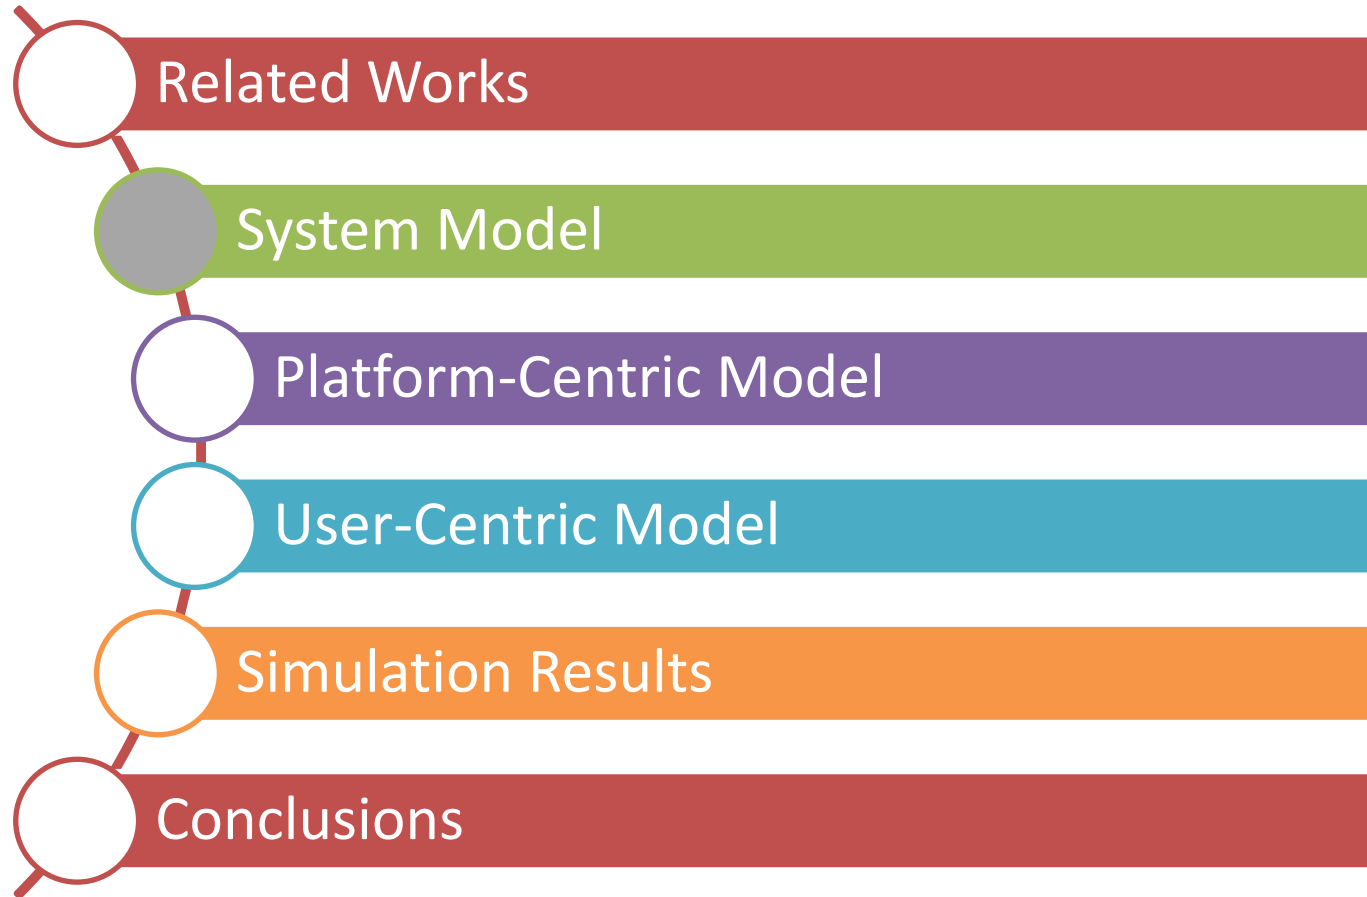 Related Works
System Model
Platform-Centric Model
User-Centric Model
Simulation Results
Conclusions